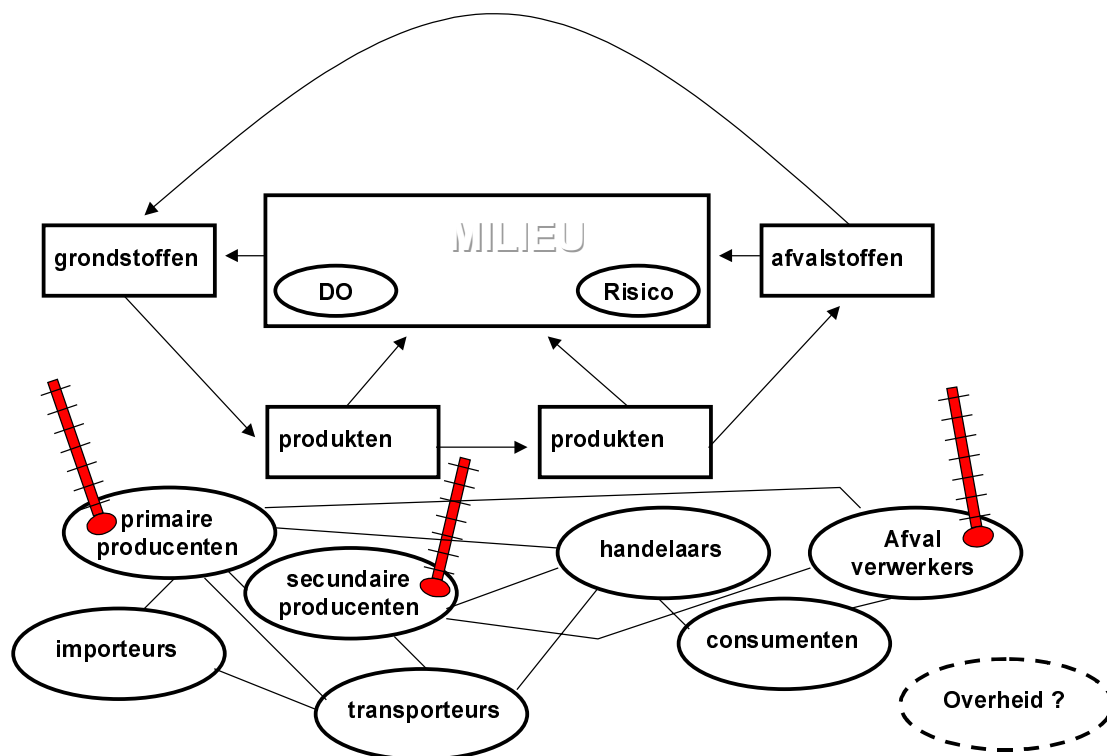 MILIEU
grondstoffen
afvalstoffen
DO
Risico
produkten
produkten
primaire
producenten
secundaire
producenten
handelaars
Afval
verwerkers
importeurs
consumenten
transporteurs
Overheid ?